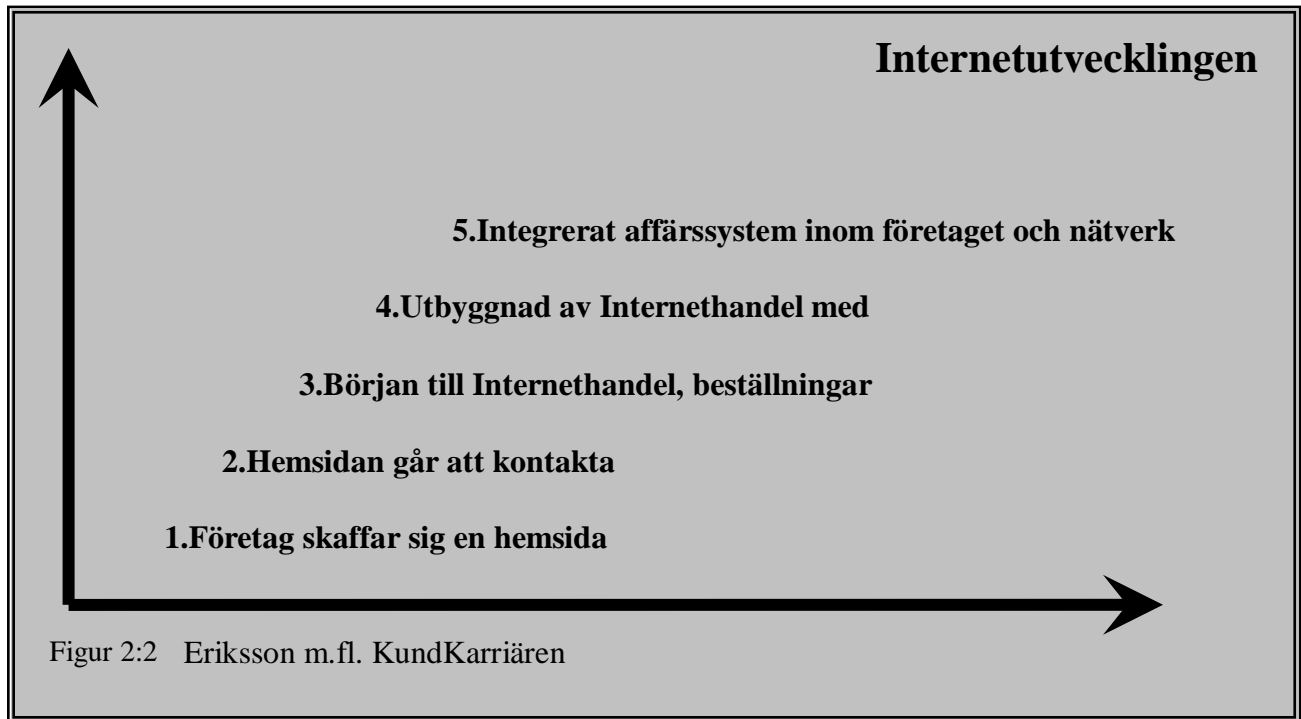 Internetutvecklingen
5.Integrerat affärssystem inom företaget och nätverk
4.Utbyggnad av Internethandel med
3.Början till Internethandel, beställningar
2.Hemsidan går att kontakta
1.Företag skaffar sig en hemsida
Figur 2:2 Eriksson m.fl. KundKarriären